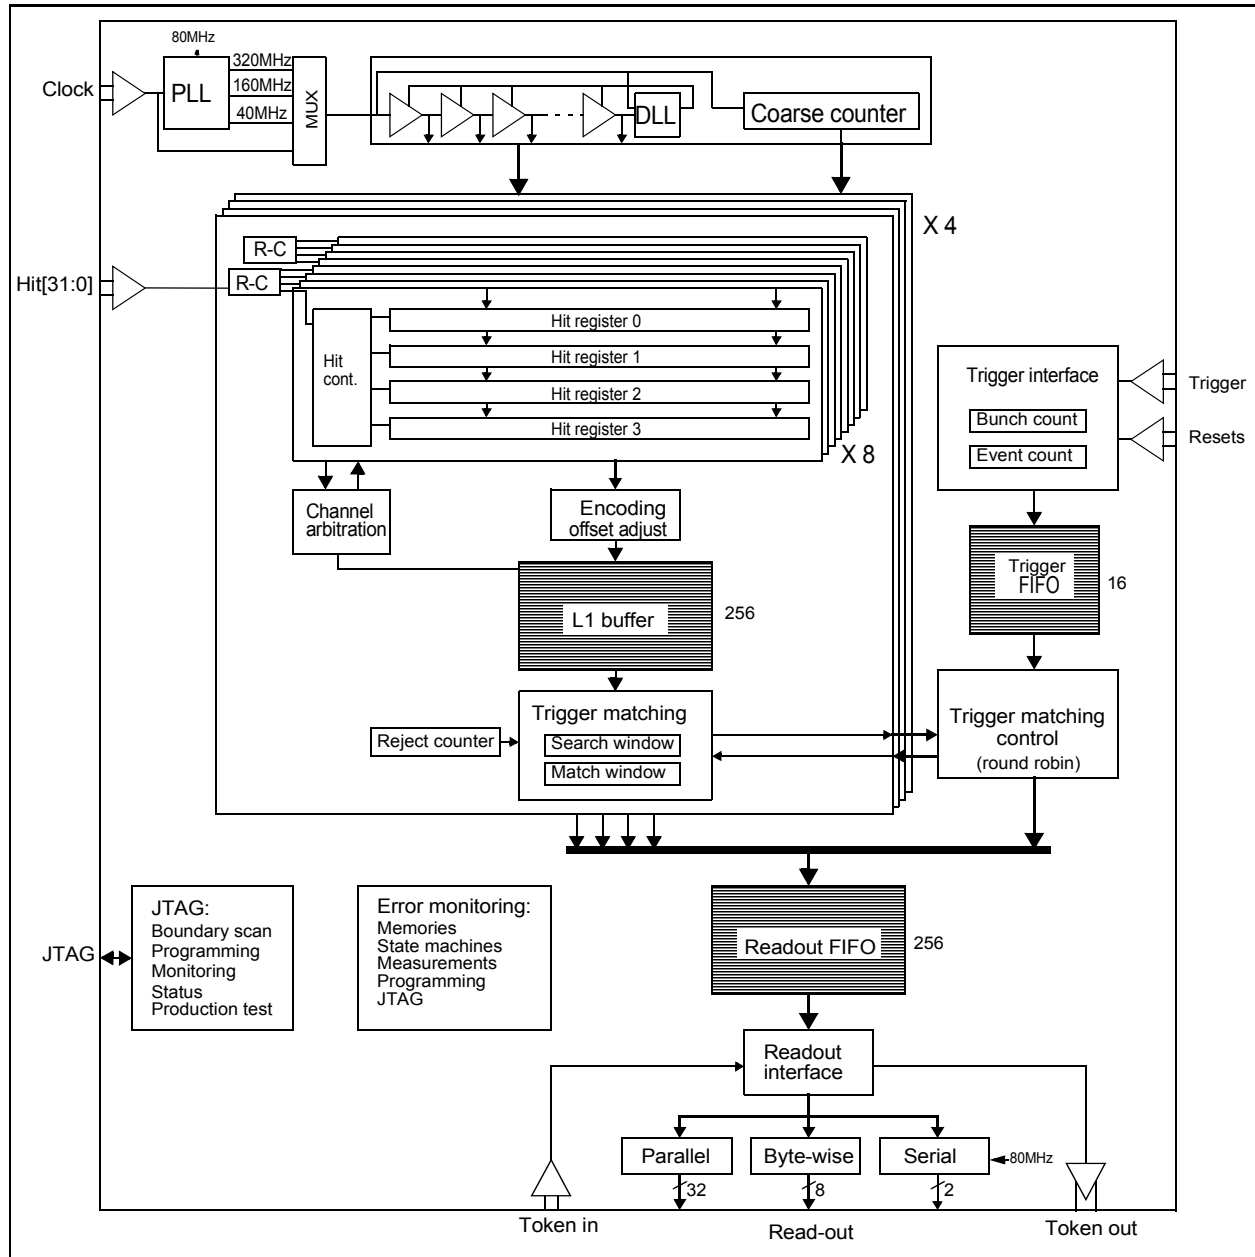 80MHz
Clock
PLL
320MHz
160MHz
40MHz
MUX
DLL
Coarse counter
X 4
R-C
Hit[31:0]
R-C
Hit register 0
Hit
cont.
Hit register 1
Hit register 2
Hit register 3
X 8
Trigger interface
Bunch count
Event count
Trigger
Resets
Channel
arbitration
Encoding
offset adjust
Trigger
FIFO
16
L1 buffer
256
Trigger matching
Search window
Match window
Reject counter
Trigger matching
control
(round robin)
JTAG
JTAG:
Boundary scan
Programming
Monitoring
Status
Production test
Error monitoring:
Memories
State machines
Measurements
Programming
JTAG
Readout FIFO
256
Readout
interface
Parallel
Byte-wise
Serial
80MHz
32
8
2
Token in
Read-out
Token out